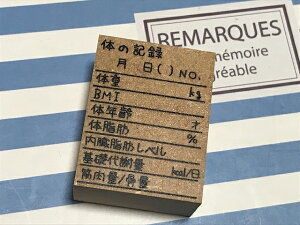 体の記録
月 日( ) NO.
体重 kg
BMI
体年齢 才
体脂肪 %
内臓脂肪レベル
基礎代謝量 kcal/日
筋肉量/骨量
REMARQUES
mémoire
réable